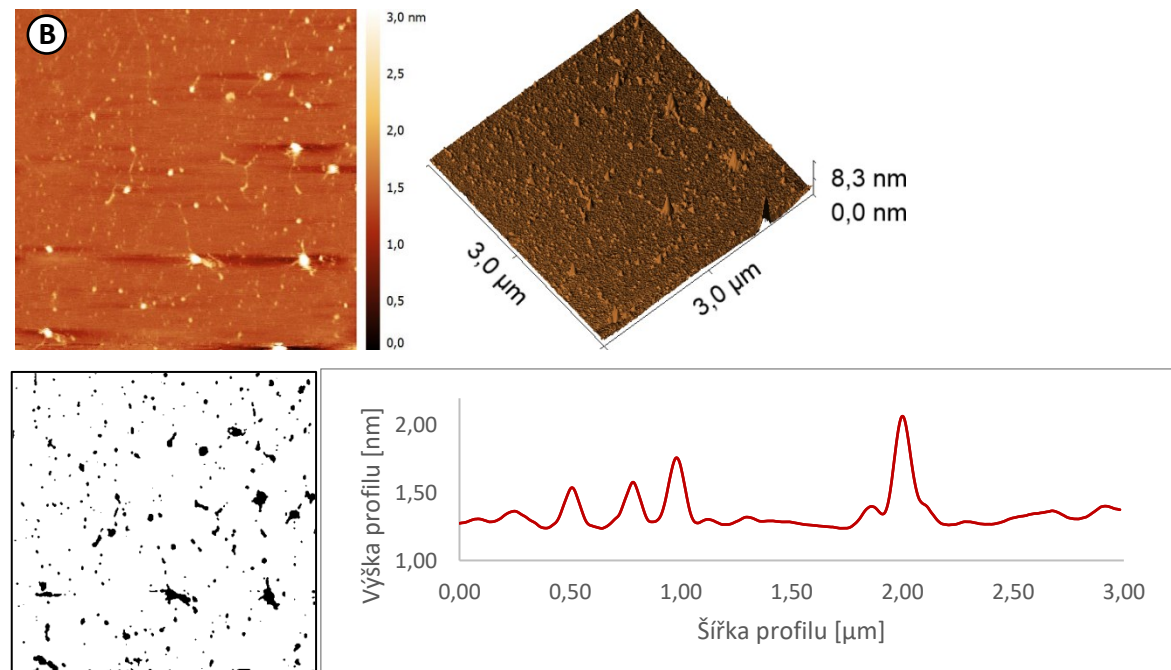 B
3,0 nm
2,5
2,0
1,5
1,0
0,5
0,0
8,3 nm
0,0 nm
3,0 µm
3,0 µm
Výška profilu [nm]
2,00
1,50
1,00
0,00
0,50
1,00
1,50
2,00
2,50
3,00
Šířka profilu [µm]